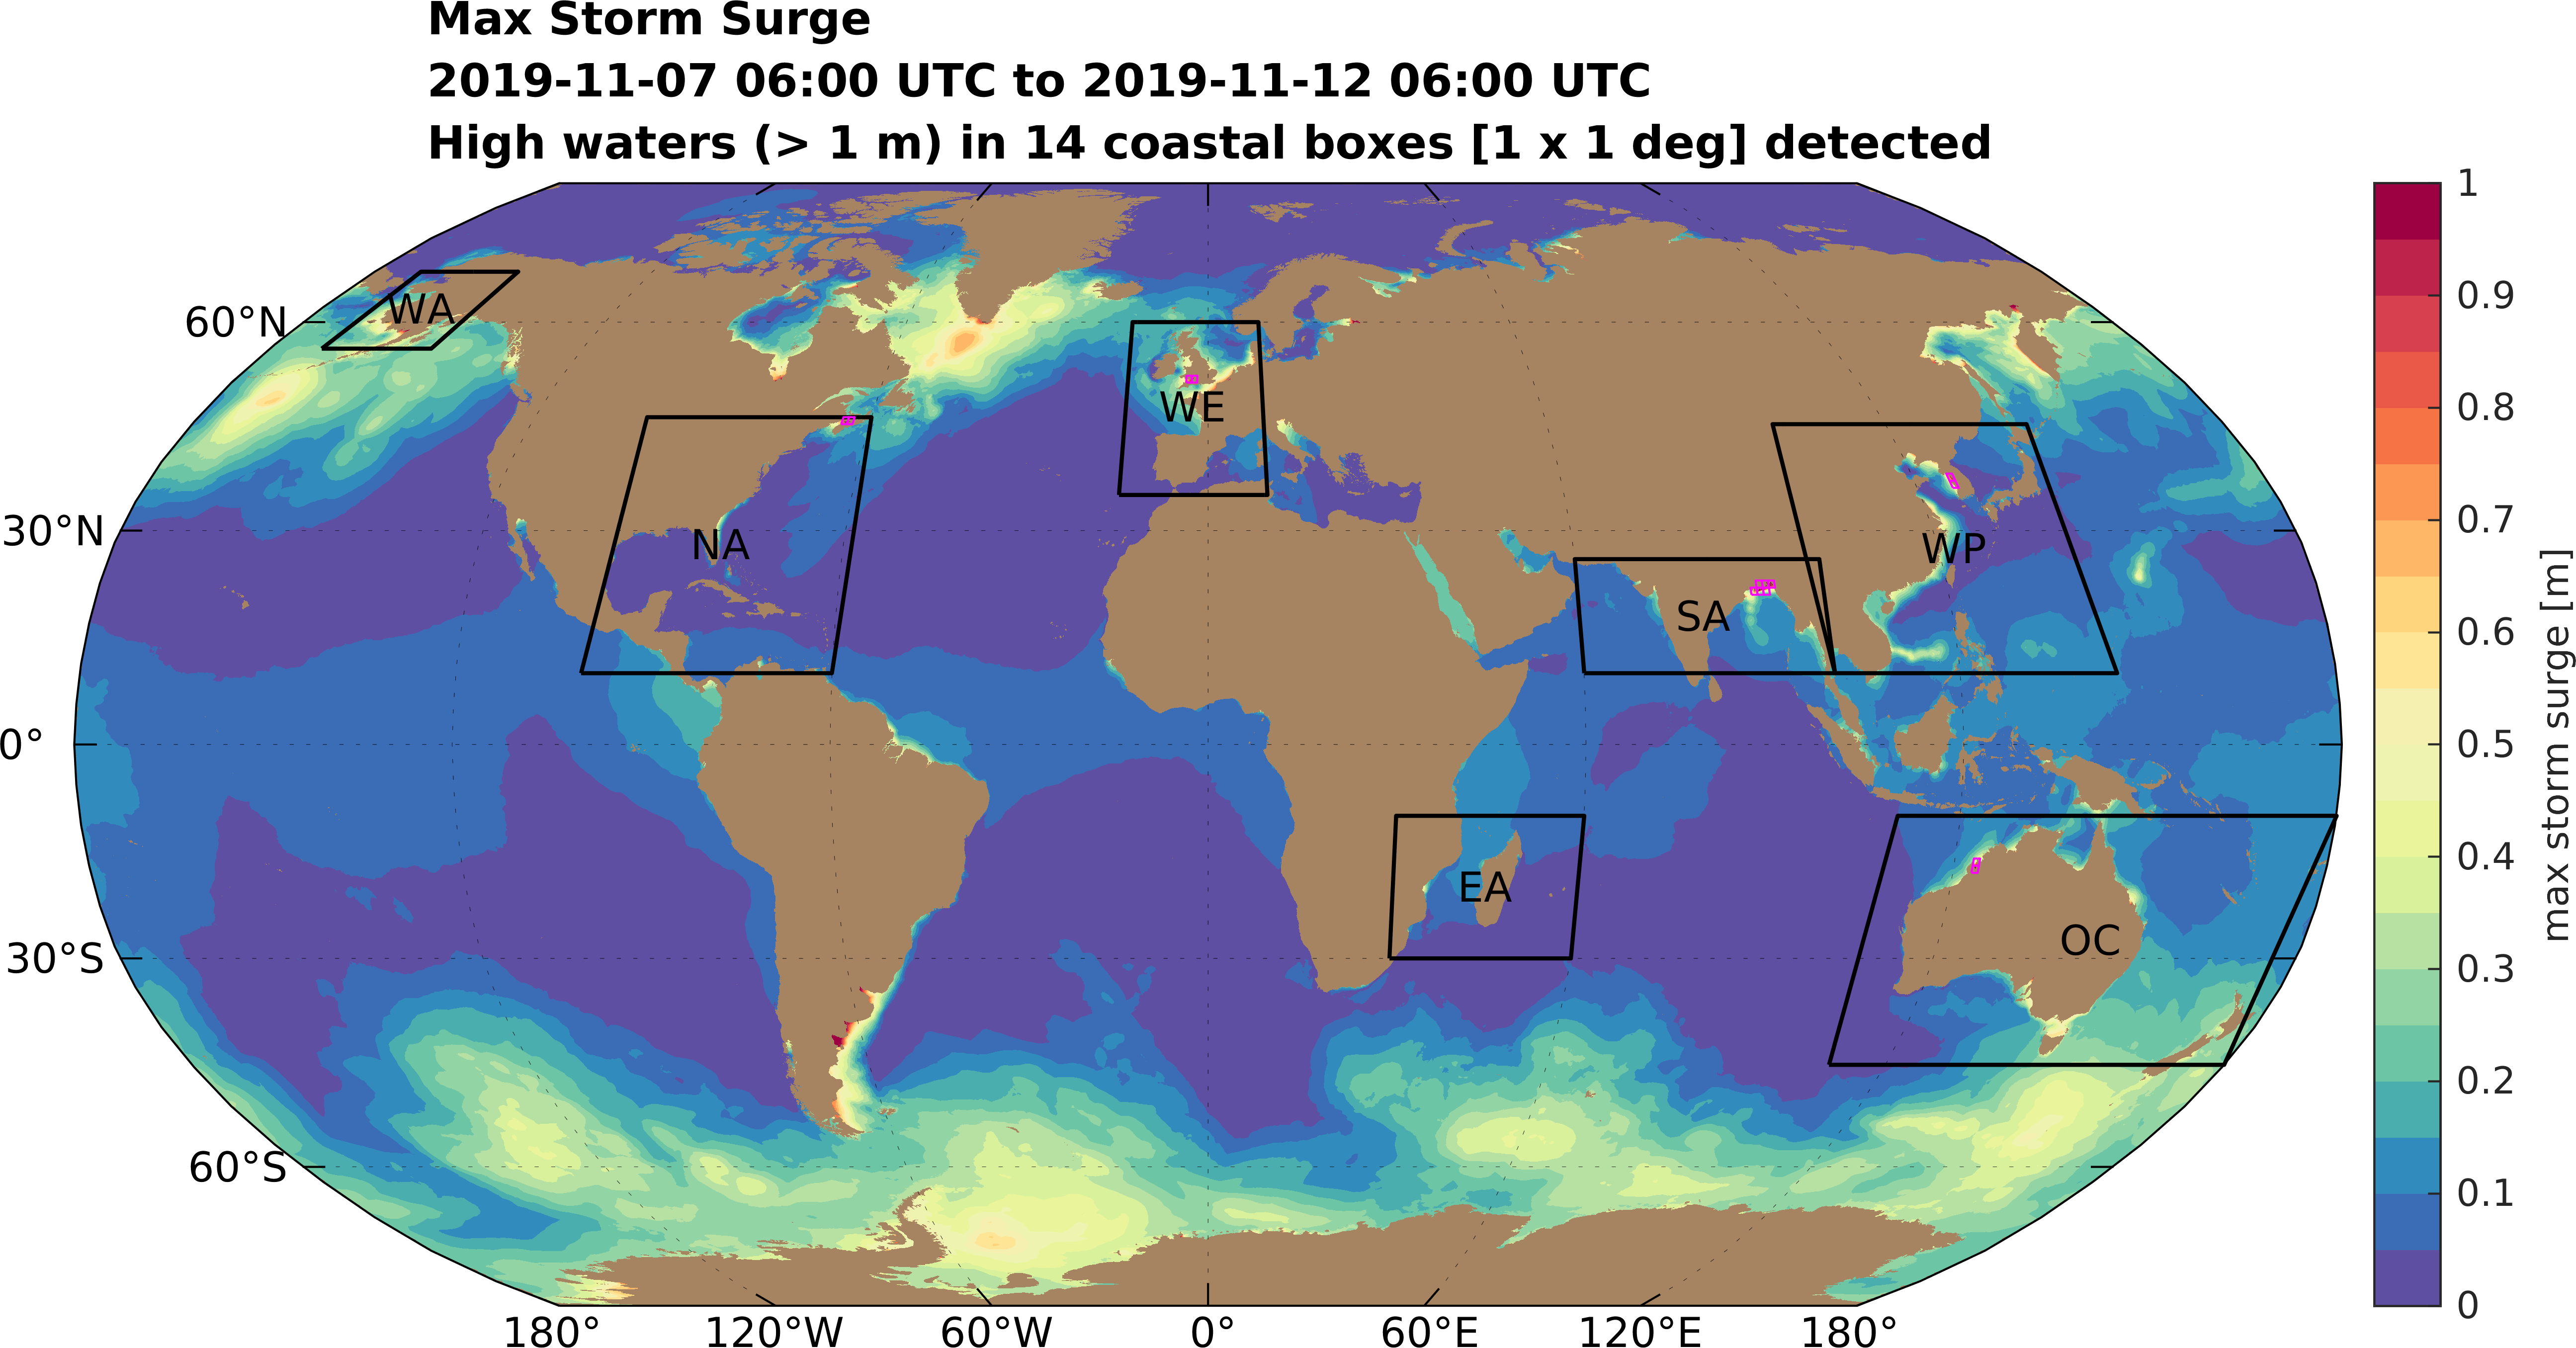 Max Storm Surge
2019-11-07 06:00 UTC to 2019-11-12 06:00 UTC
High waters (> 1 m) in 14 coastal boxes [1 x 1 deg] detected
60°N
30°N
0°
30°S
60°S
WA
NA
WE
SA
WP
EA
OC
180°
120°W
60°W
0°
60°E
120°E
180°
1
0.9
0.8
0.7
0.6
0.5
0.4
0.3
0.2
0.1
0
max storm surge [m]